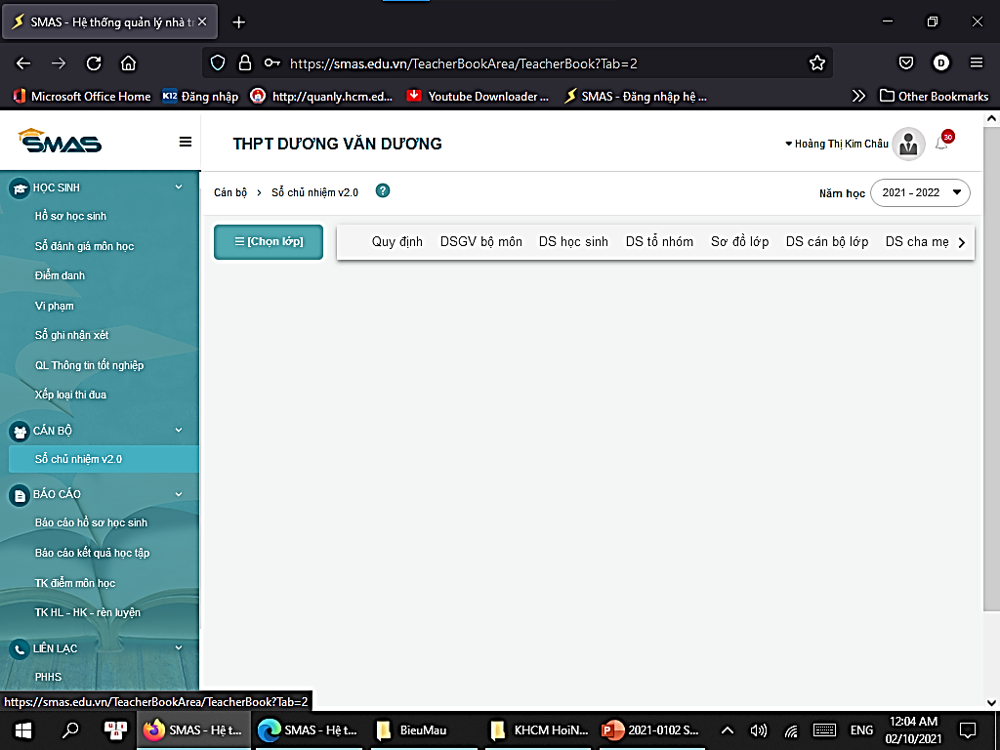 SMAS - Hệ thống quản lý nhà tr
https://smas.edu.vn/TeacherBookArea/TeacherBook?Tab=2
D
Microsoft Office Home
K12 Đăng nhập
http://quanly.hcm.ed...
Youtube Downloader ...
SMAS - Đăng nhập hệ ...
Other Bookmarks
SMAS
THPT DƯƠNG VĂN DƯƠNG
Hoàng Thị Kim Châu
30
HỌC SINH
Hồ sơ học sinh
Sổ đánh giá môn học
Điểm danh
Vi phạm
Sổ ghi nhận xét
QL Thông tin tốt nghiệp
Xếp loại thi đua
CÁN BỘ
Sổ chủ nhiệm v2.0
BÁO CÁO
Báo cáo hồ sơ học sinh
Báo cáo kết quả học tập
TK điểm môn học
TK HL - HK - rèn luyện
LIÊN LẠC
PHHS
Cán bộ > Sổ chủ nhiệm v2.0 ?
Năm học 2021 - 2022
[Chọn lớp]
Quy định DSGV bộ môn DS học sinh DS tổ nhóm Sơ đồ lớp DS cán bộ lớp DS cha mẹ
https://smas.edu.vn/TeacherBookArea/TeacherBook?Tab=2
SMAS - Hệ t...
SMAS - Hệ t...
BieuMau
KHCM HoiN...
2021-0102 S...
ENG
12:04 AM
02/10/2021